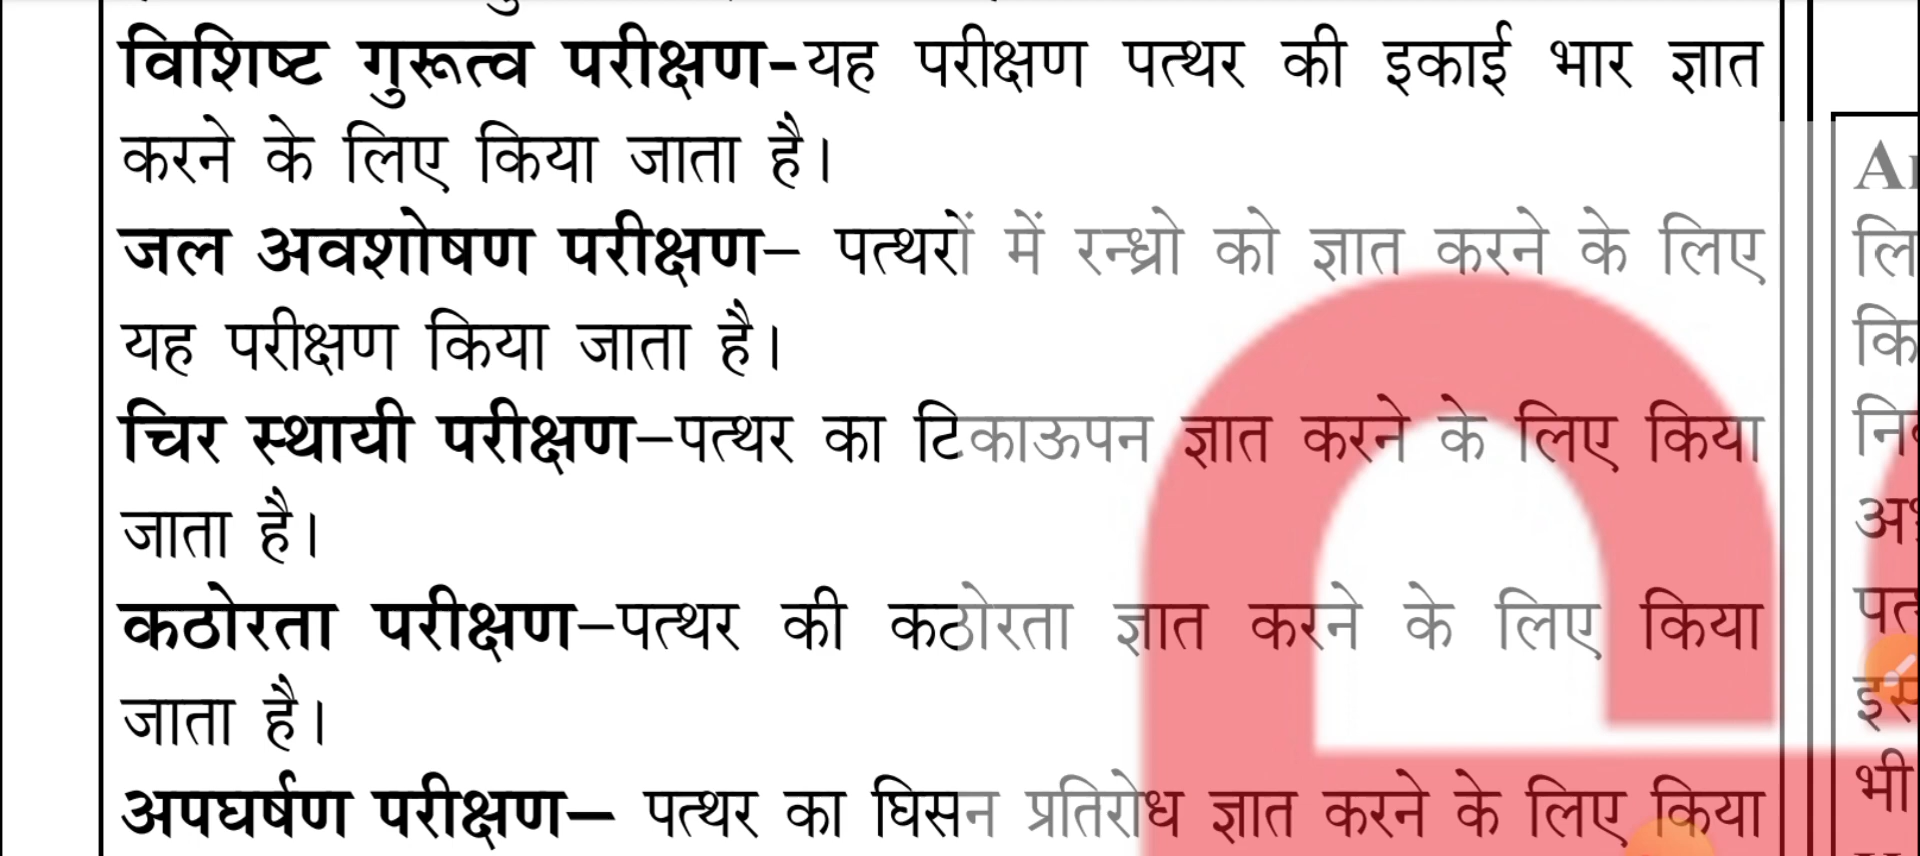 विशिष्ट गुरूत्व परीक्षण-यह परीक्षण पत्थर की इकाई भार ज्ञात
करने के लिए किया जाता है।
जल अवशोषण परीक्षण– पत्थरों में रन्ध्रो को ज्ञात करने के लिए
यह परीक्षण किया जाता है।
चिर स्थायी परीक्षण–पत्थर का टिकाऊपन ज्ञात करने के लिए किया
जाता है।
कठोरता परीक्षण–पत्थर की कठोरता ज्ञात करने के लिए किया
जाता है।
अपघर्षण परीक्षण– पत्थर का घिसन प्रतिरोध ज्ञात करने के लिए किया